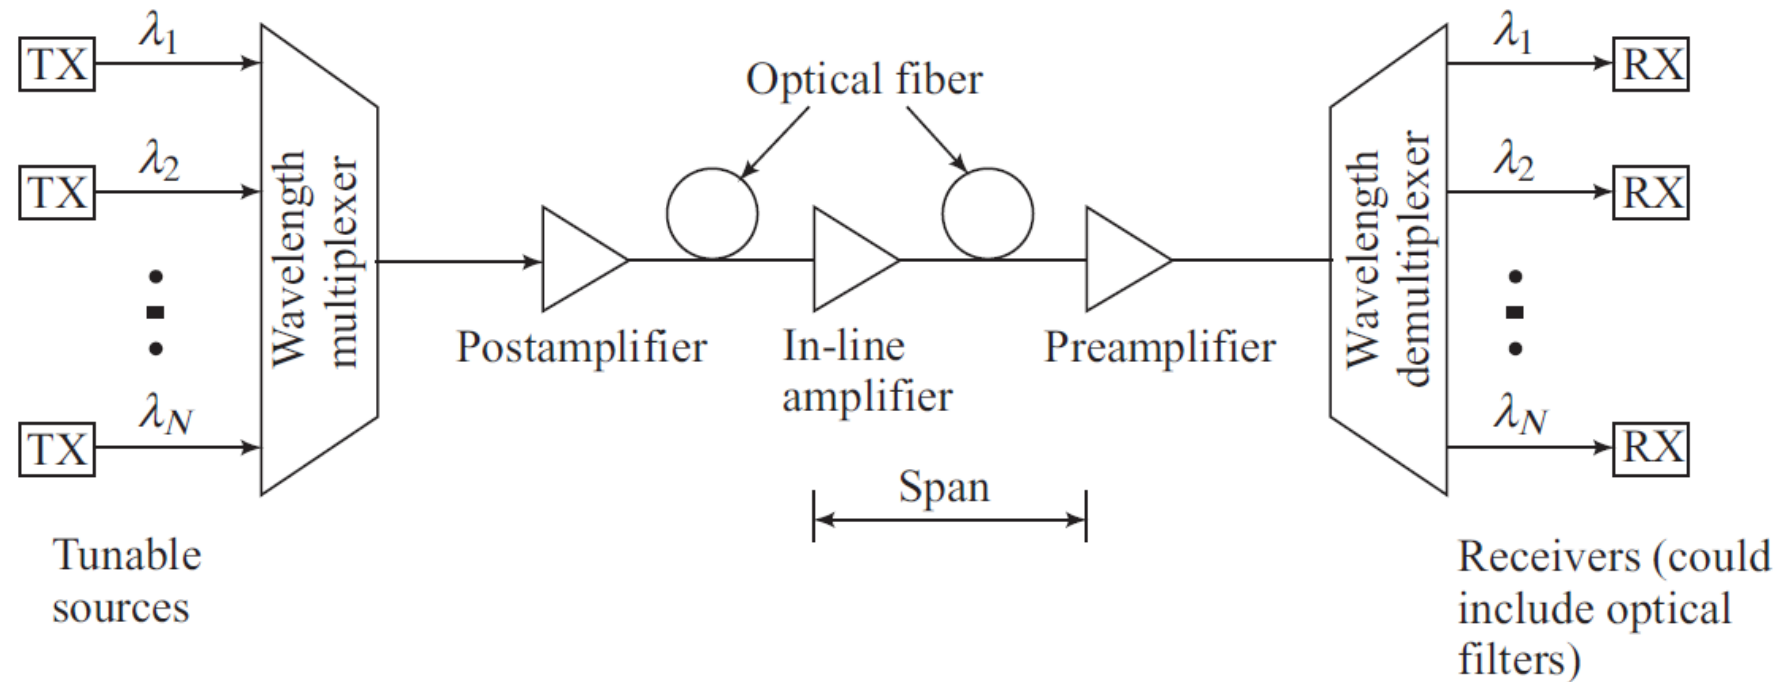 TX
λ1
TX
λ2
TX
λN
Tunable
sources
Wavelength
multiplexer
Optical fiber
Postamplifier
In-line
amplifier
Preamplifier
Span
Wavelength
demultiplexer
λ1
RX
λ2
RX
λN
RX
Receivers (could
include optical
filters)